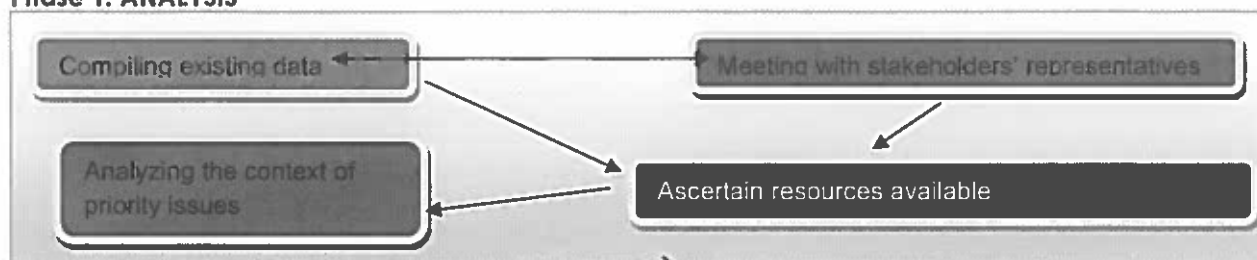 Phase 1: ANALYSIS
Compiling existing data
Meeting with stakeholders' representatives
Analyzing the context of
priority issues
Ascertain resources available